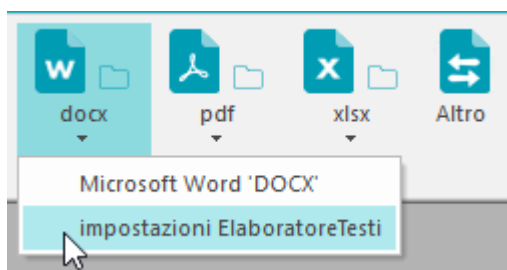 w
x
docx
pdf
xlsx
Altro
Microsoft Word 'DOCX'
impostazioni ElaboratoreTesti